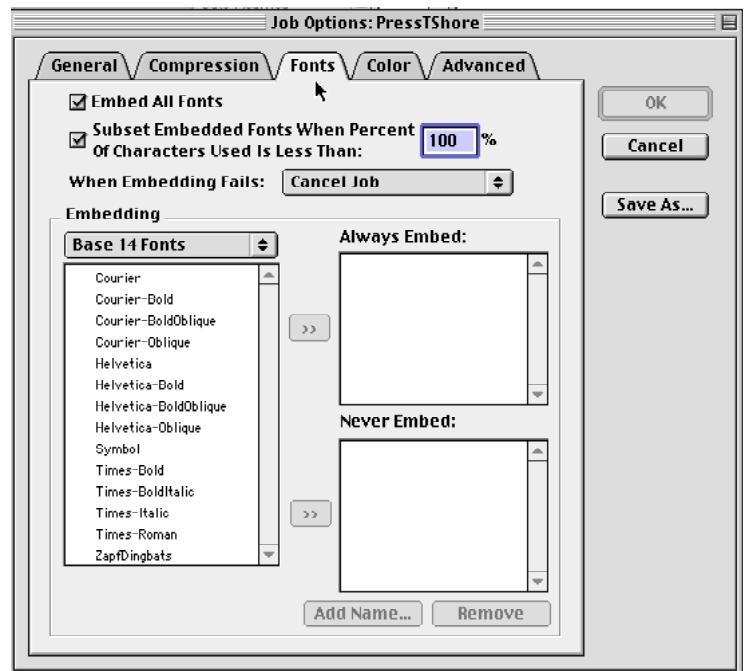 Job Options: PressTShore
General
Compression
Fonts
Color
Advanced
Embed All Fonts
Subset Embedded Fonts When Percent
Of Characters Used Is Less Than:
100 %
When Embedding Fails:
Cancel Job
Embedding
Base 14 Fonts
Courier
Courier-Bold
Courier-BoldOblique
Courier-Oblique
Helvetica
Helvetica-Bold
Helvetica-BoldOblique
Helvetica-Oblique
Symbol
Times-Bold
Times-BoldItalic
Times-Italic
Times-Roman
ZapfDingbats
>>
>>
Always Embed:
Never Embed:
Add Name...
Remove
OK
Cancel
Save As...